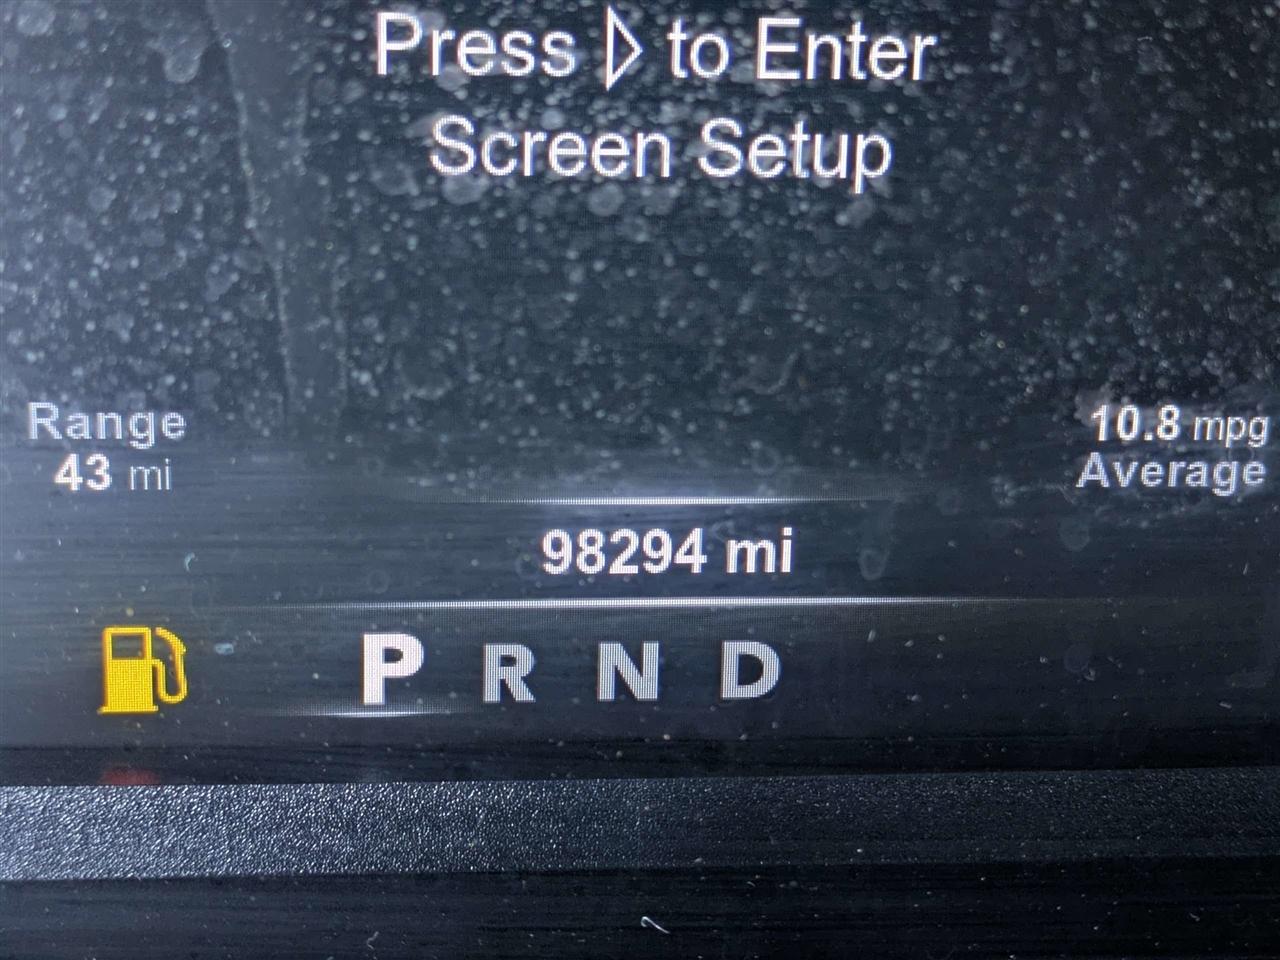 Press ▷ to Enter
Screen Setup
Range
43 mi
10.8 mpg
Average
98294 mi
P R N D